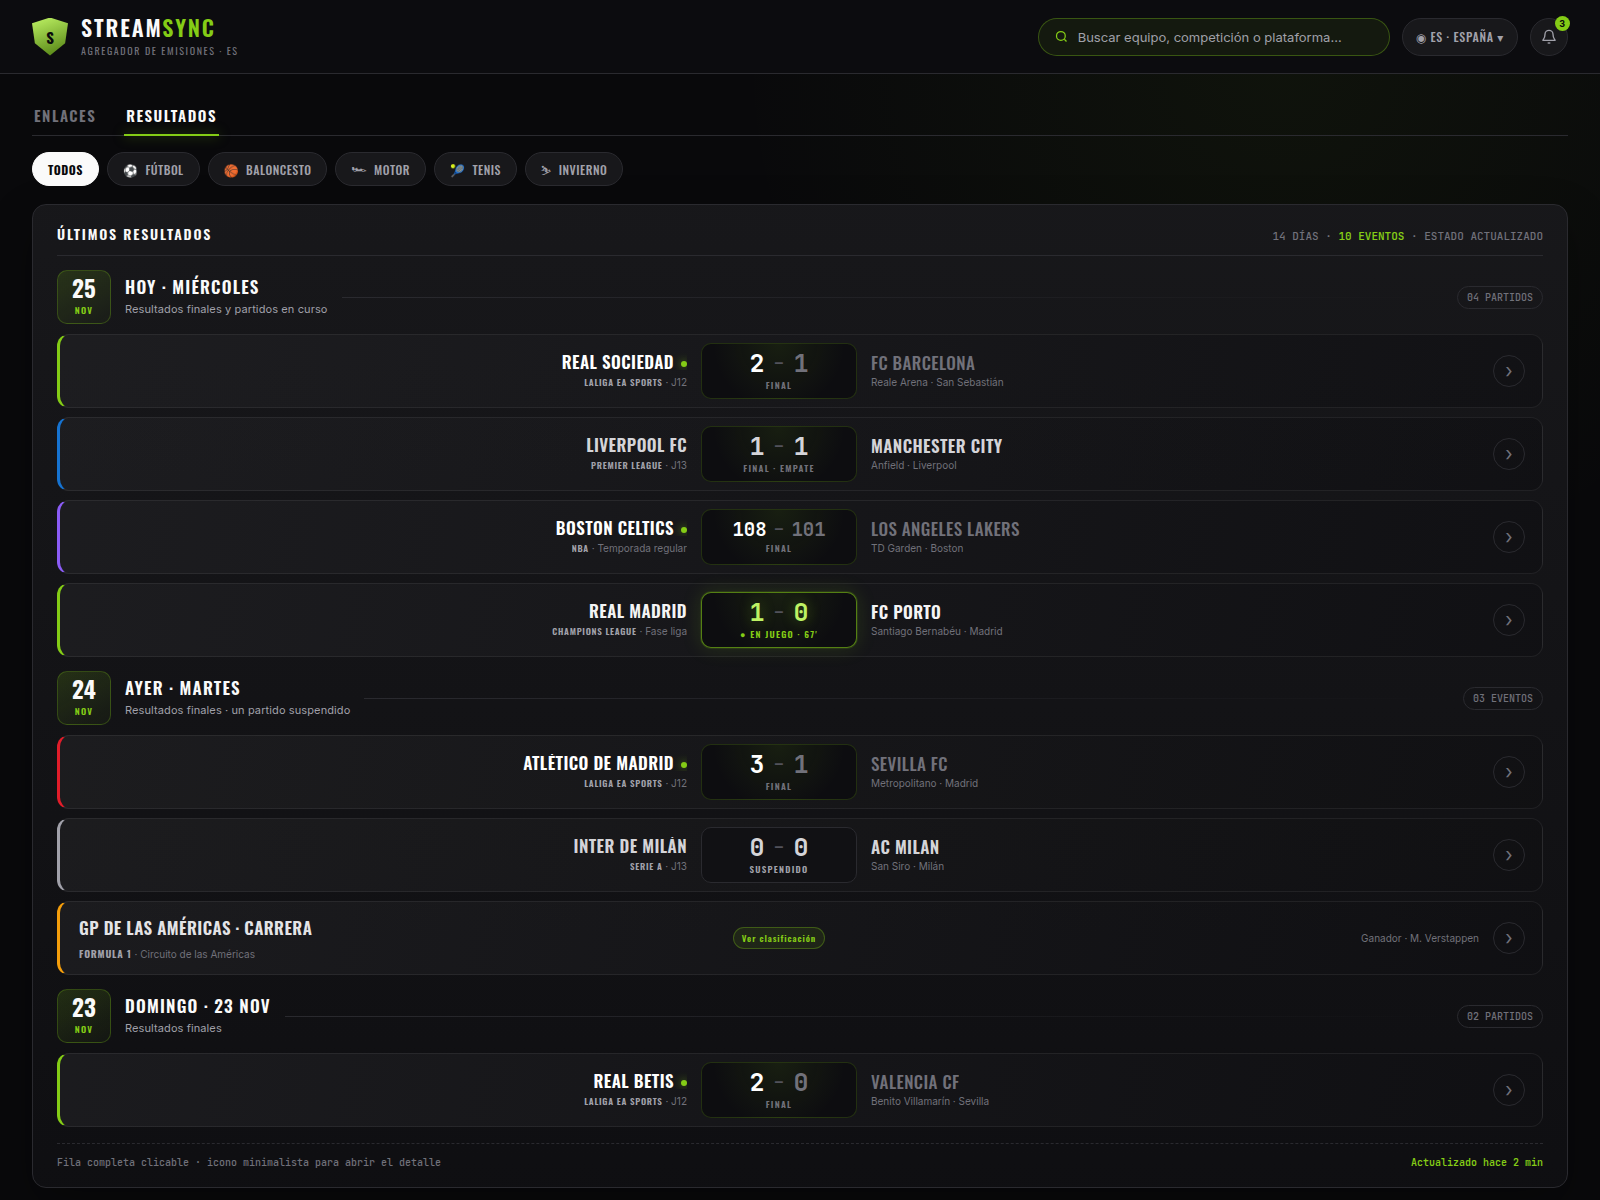 S
STREAMSYNC
AGREGADOR DE EMISIONES · ES
Buscar equipo, competición o plataforma...
◉ ES · ESPAÑA ▾
3
ENLACES
RESULTADOS
TODOS
FÚTBOL
BALONCESTO
MOTOR
TENIS
INVIERNO
ÚLTIMOS RESULTADOS
14 DÍAS · 10 EVENTOS · ESTADO ACTUALIZADO
25
NOV
HOY · MIÉRCOLES
Resultados finales y partidos en curso
04 PARTIDOS
REAL SOCIEDAD
LALIGA EA SPORTS · J12
2 – 1
FINAL
FC BARCELONA
Reale Arena · San Sebastián
LIVERPOOL FC
PREMIER LEAGUE · J13
1 – 1
FINAL · EMPATE
MANCHESTER CITY
Anfield · Liverpool
BOSTON CELTICS
NBA · Temporada regular
108 – 101
FINAL
LOS ANGELES LAKERS
TD Garden · Boston
REAL MADRID
CHAMPIONS LEAGUE · Fase liga
1 – 0
● EN JUEGO · 67'
FC PORTO
Santiago Bernabéu · Madrid
24
NOV
AYER · MARTES
Resultados finales · un partido suspendido
03 EVENTOS
ATLÉTICO DE MADRID
LALIGA EA SPORTS · J12
3 – 1
FINAL
SEVILLA FC
Metropolitano · Madrid
INTER DE MILÁN
SERIE A · J13
0 – 0
SUSPENDIDO
AC MILAN
San Siro · Milán
GP DE LAS AMÉRICAS · CARRERA
FORMULA 1 · Circuito de las Américas
Ver clasificación
Ganador · M. Verstappen
23
NOV
DOMINGO · 23 NOV
Resultados finales
02 PARTIDOS
REAL BETIS
LALIGA EA SPORTS · J12
2 – 0
FINAL
VALENCIA CF
Benito Villamarín · Sevilla
Fila completa clicable · icono minimalista para abrir el detalle
Actualizado hace 2 min